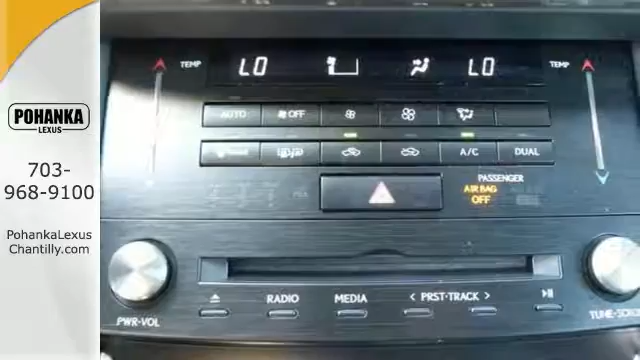 POHANKA
LEXUS
703-
968-9100
PohankaLexus
Chantilly.com
TEMP LO LO TEMP
AUTO OFF
A/C DUAL
PASSENGER
AIR BAG
OFF
RADIO MEDIA < PRST·TRACK >
PWR·VOL